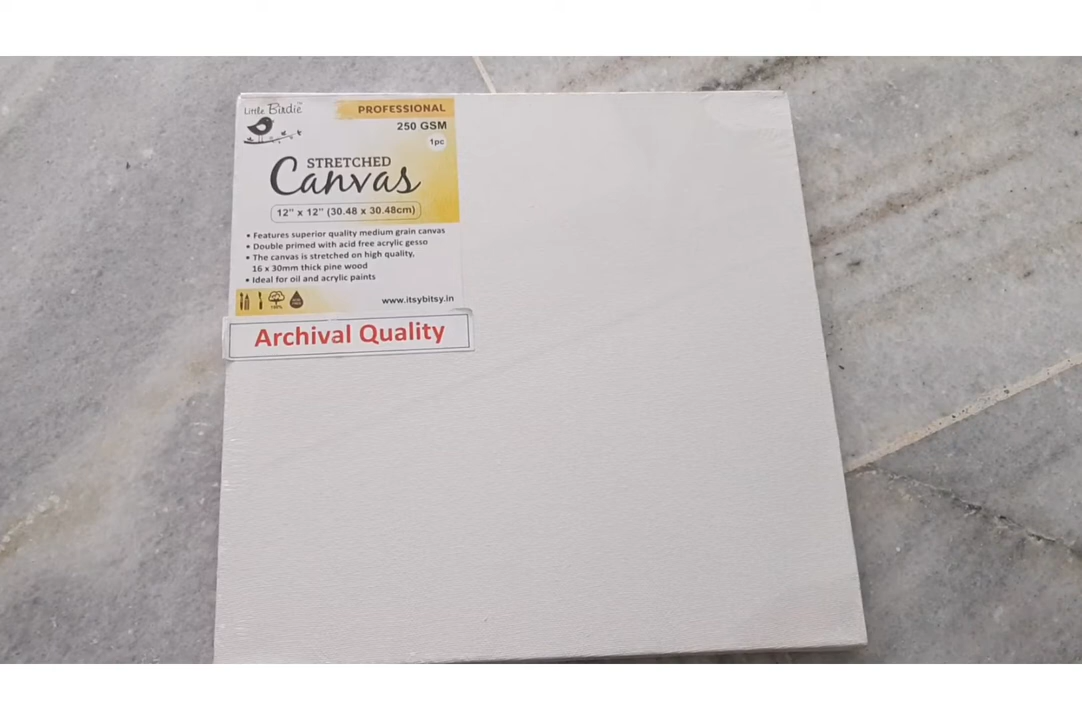 Little Birdie™
PROFESSIONAL
250 GSM
1pc
STRETCHED
Canvas
12" x 12" (30.48 x 30.48cm)
• Features superior quality medium grain canvas
• Double primed with acid free acrylic gesso
• The canvas is stretched on high quality,
16 x 30mm thick pine wood
• Ideal for oil and acrylic paints
www.itsybitsy.in
Archival Quality